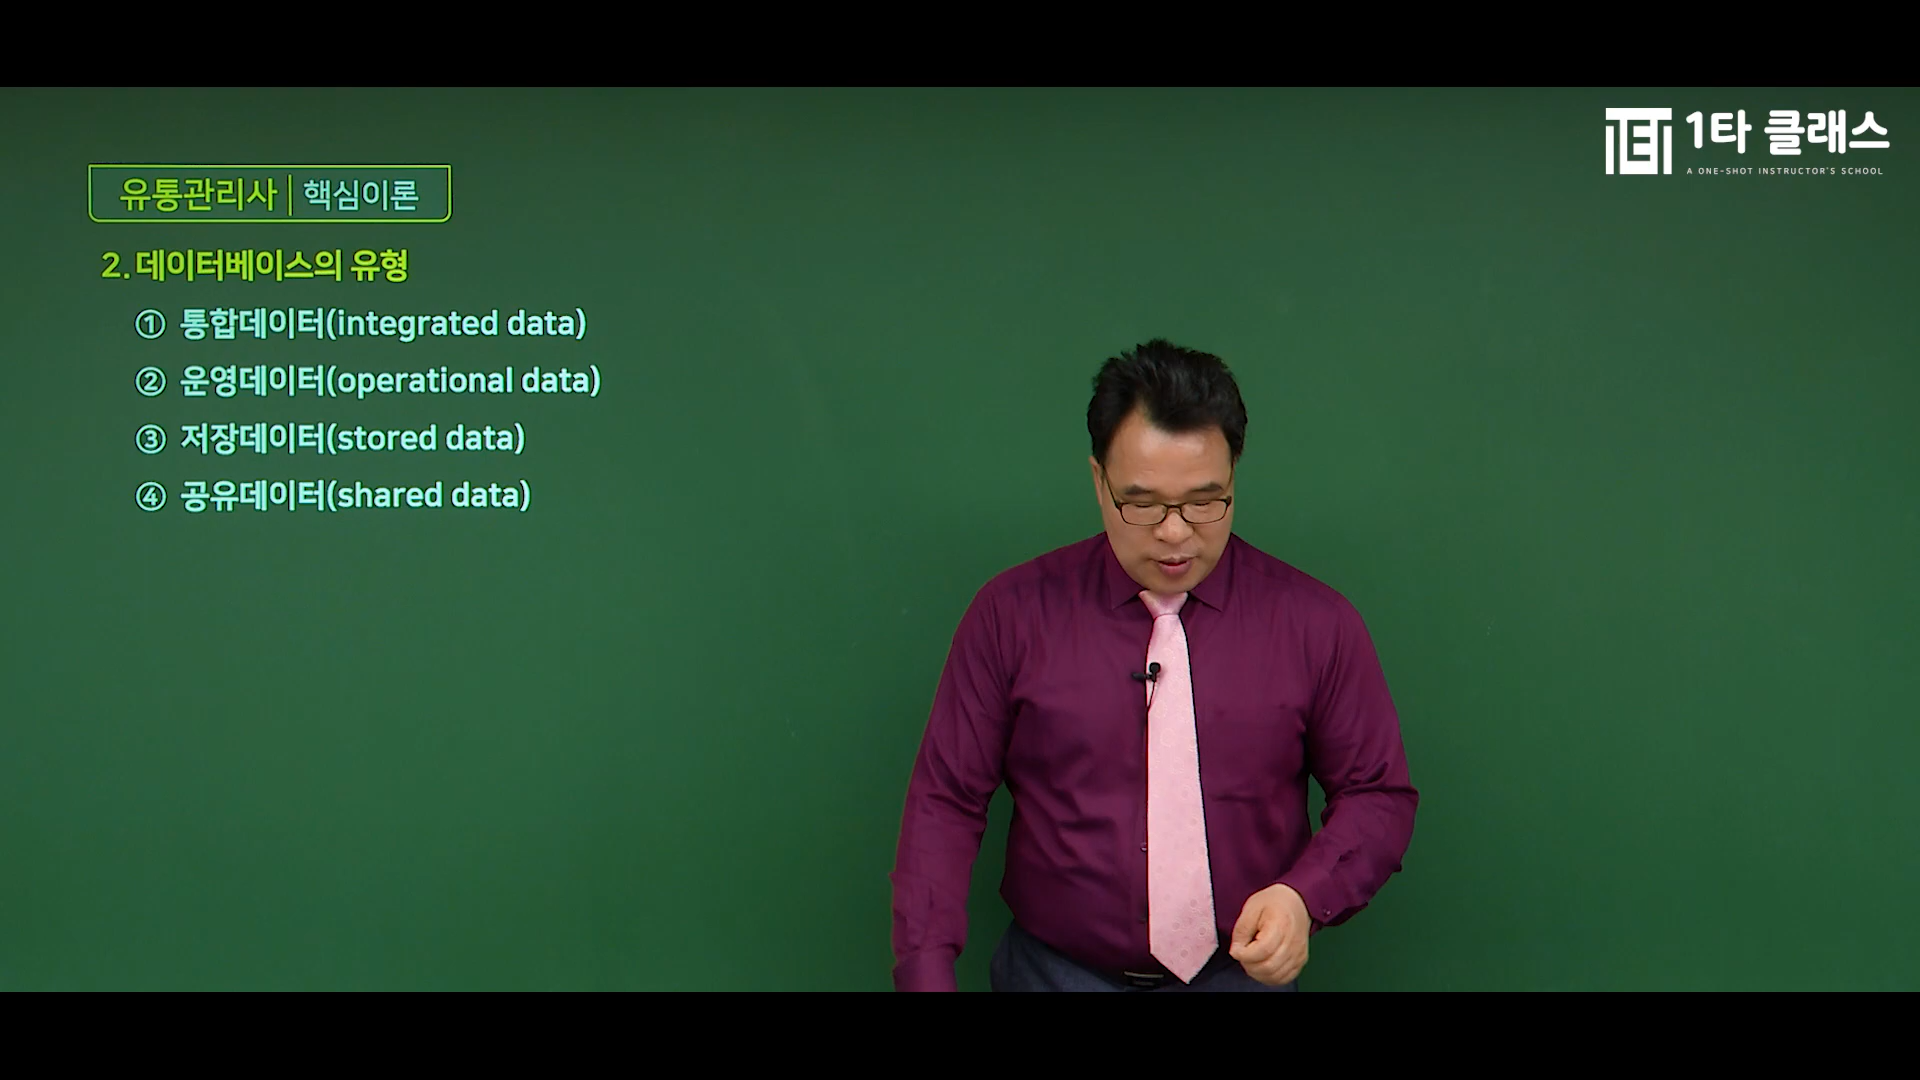 1타 클래스
A ONE-SHOT INSTRUCTOR'S SCHOOL
유통관리사 | 핵심이론
2. 데이터베이스의 유형
① 통합데이터(integrated data)
② 운영데이터(operational data)
③ 저장데이터(stored data)
④ 공유데이터(shared data)